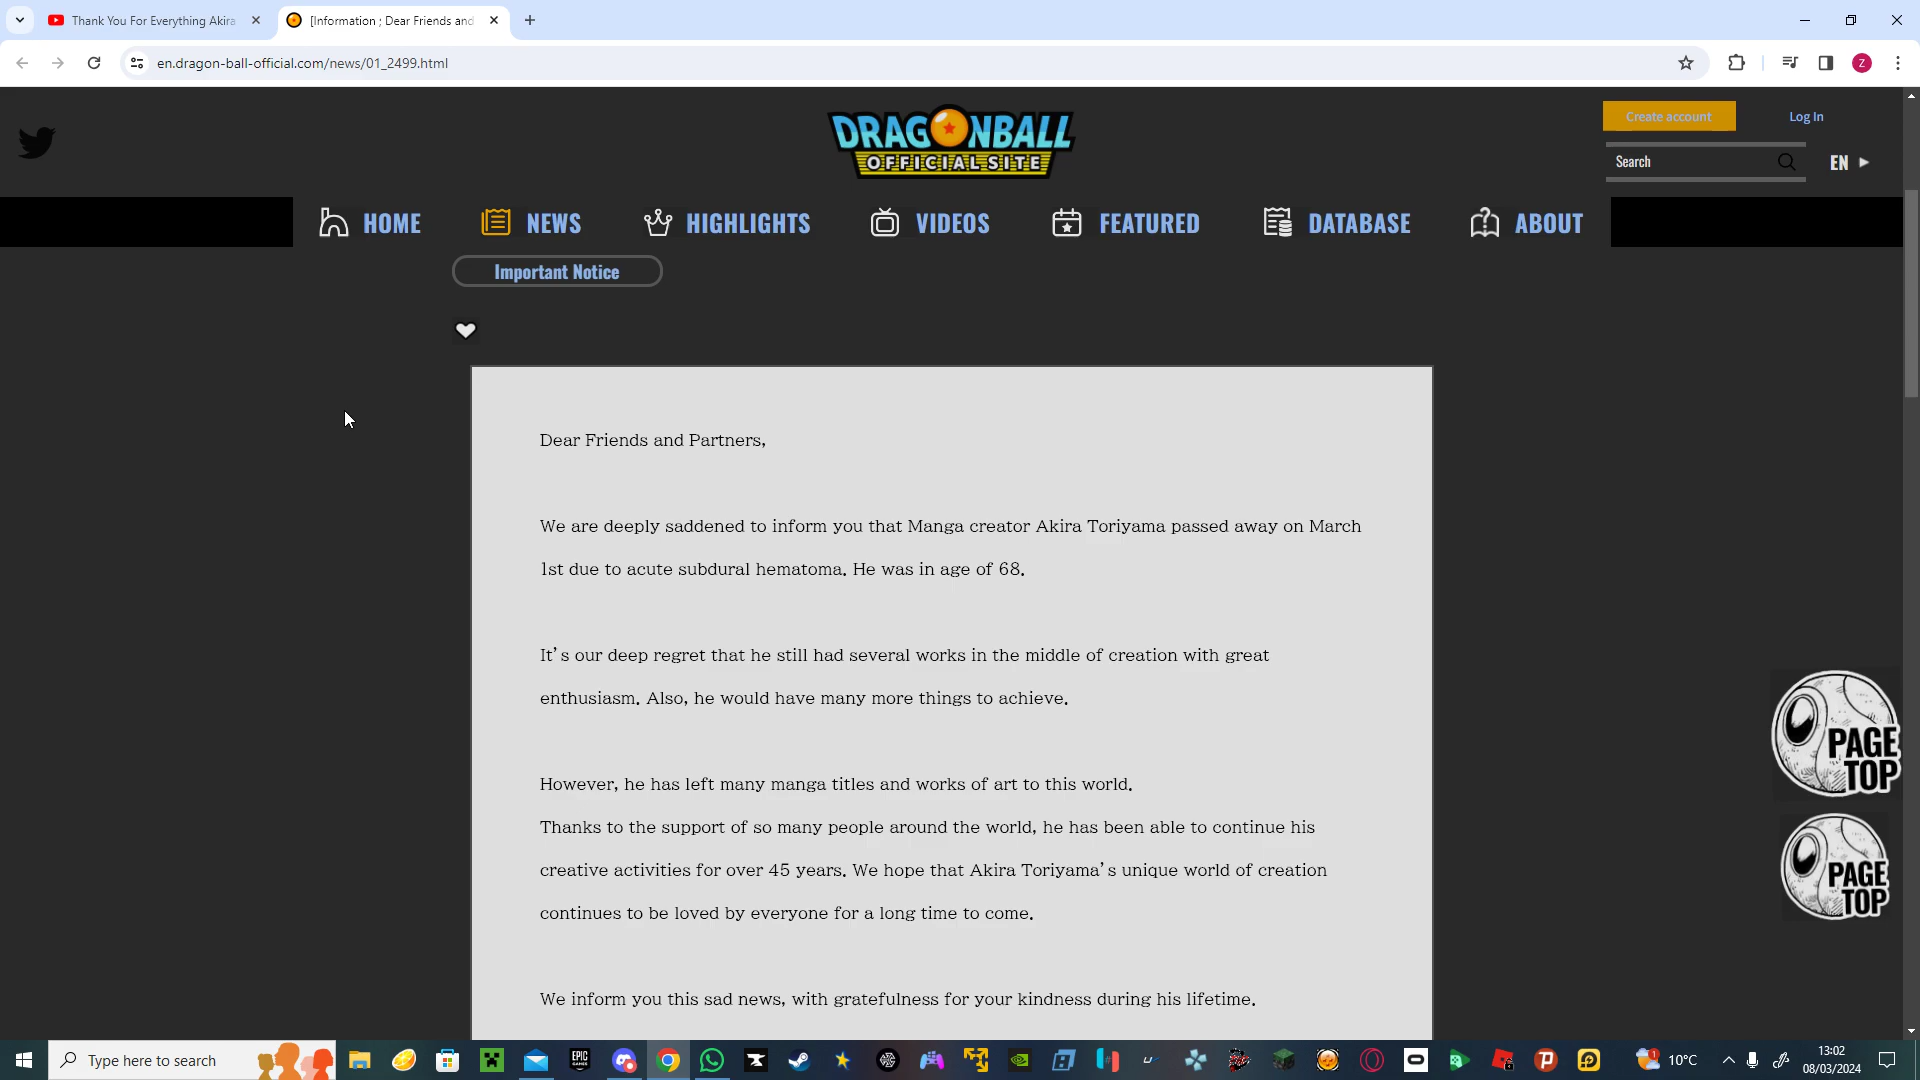 Thank You For Everything Akira
[Information ; Dear Friends and
en.dragon-ball-official.com/news/01_2499.html
Z
DRAGONBALL
OFFICIAL SITE
Create account
Log In
Search
EN
HOME
NEWS
HIGHLIGHTS
VIDEOS
FEATURED
DATABASE
ABOUT
Important Notice
Dear Friends and Partners,
We are deeply saddened to inform you that Manga creator Akira Toriyama passed away on March
1st due to acute subdural hematoma. He was in age of 68.
It's our deep regret that he still had several works in the middle of creation with great
enthusiasm. Also, he would have many more things to achieve.
However, he has left many manga titles and works of art to this world.
Thanks to the support of so many people around the world, he has been able to continue his
creative activities for over 45 years. We hope that Akira Toriyama's unique world of creation
continues to be loved by everyone for a long time to come.
We inform you this sad news, with gratefulness for your kindness during his lifetime.
PAGE
TOP
PAGE
TOP
Type here to search
EPIC
GAMES
1
10°C
13:02
08/03/2024